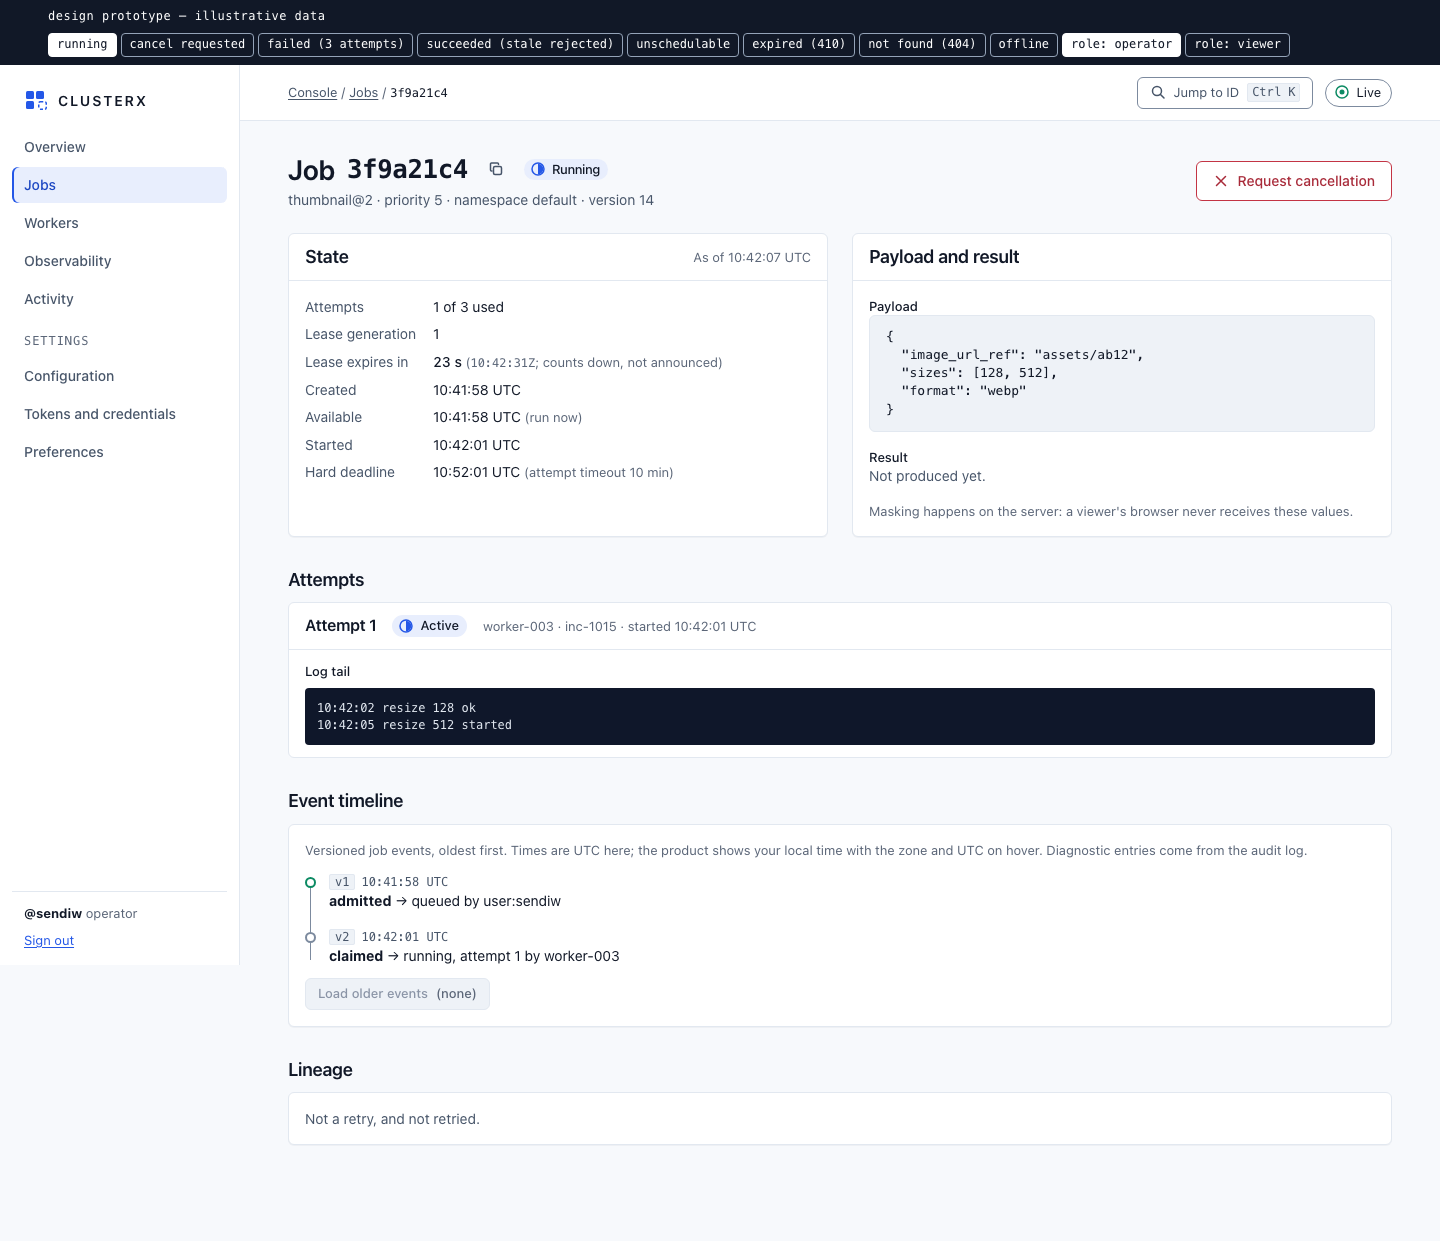 design prototype — illustrative data
running
cancel requested
failed (3 attempts)
succeeded (stale rejected)
unschedulable
expired (410)
not found (404)
offline
role: operator
role: viewer
CLUSTERX
Overview
Jobs
Workers
Observability
Activity
SETTINGS
Configuration
Tokens and credentials
Preferences
@sendiw operator
Sign out
Console / Jobs / 3f9a21c4
Jump to ID Ctrl K
Live
Job 3f9a21c4
Running
thumbnail@2 · priority 5 · namespace default · version 14
Request cancellation
State
As of 10:42:07 UTC
Attempts 1 of 3 used
Lease generation 1
Lease expires in 23 s (10:42:31Z; counts down, not announced)
Created 10:41:58 UTC
Available 10:41:58 UTC (run now)
Started 10:42:01 UTC
Hard deadline 10:52:01 UTC (attempt timeout 10 min)
Payload and result
Payload
{
"image_url_ref": "assets/ab12",
"sizes": [128, 512],
"format": "webp"
}
Result
Not produced yet.
Masking happens on the server: a viewer's browser never receives these values.
Attempts
Attempt 1 Active worker-003 · inc-1015 · started 10:42:01 UTC
Log tail
10:42:02 resize 128 ok
10:42:05 resize 512 started
Event timeline
Versioned job events, oldest first. Times are UTC here; the product shows your local time with the zone and UTC on hover. Diagnostic entries come from the audit log.
v1 10:41:58 UTC
admitted → queued by user:sendiw
v2 10:42:01 UTC
claimed → running, attempt 1 by worker-003
Load older events (none)
Lineage
Not a retry, and not retried.